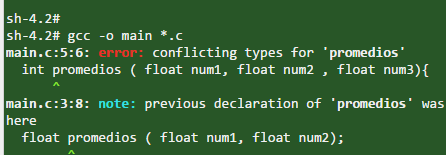 sh-4.2#
sh-4.2# gcc -o main *.c
main.c:5:6: error: conflicting types for 'promedios'
int promedios ( float num1, float num2 , float num3){
^
main.c:3:8: note: previous declaration of 'promedios' was
here
float promedios ( float num1, float num2);
^